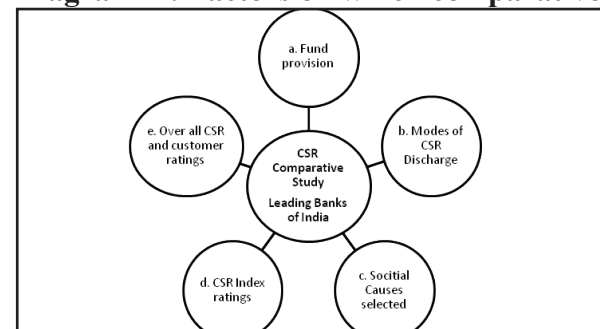 a. Fund
provision
b. Modes of
CSR
Discharge
c. Socitial
Causes
selected
d. CSR Index
ratings
e. Over all CSR
and customer
ratings
CSR
Comparative
Study
Leading Banks
of India